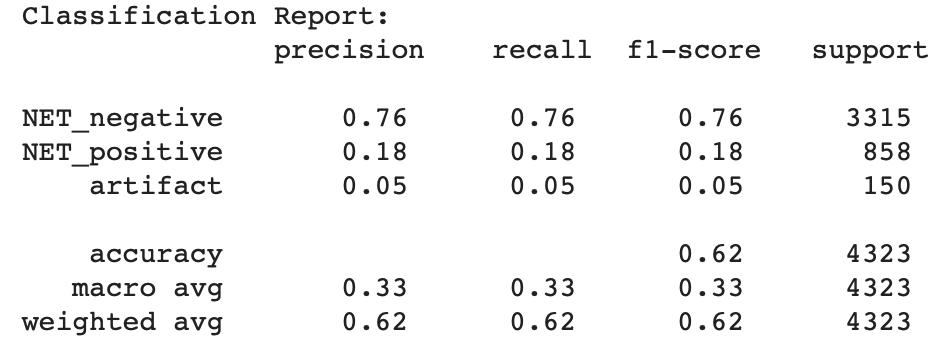 Classification Report:
precision recall f1-score support
NET_negative 0.76 0.76 0.76 3315
NET_positive 0.18 0.18 0.18 858
artifact 0.05 0.05 0.05 150
accuracy 0.62 4323
macro avg 0.33 0.33 0.33 4323
weighted avg 0.62 0.62 0.62 4323